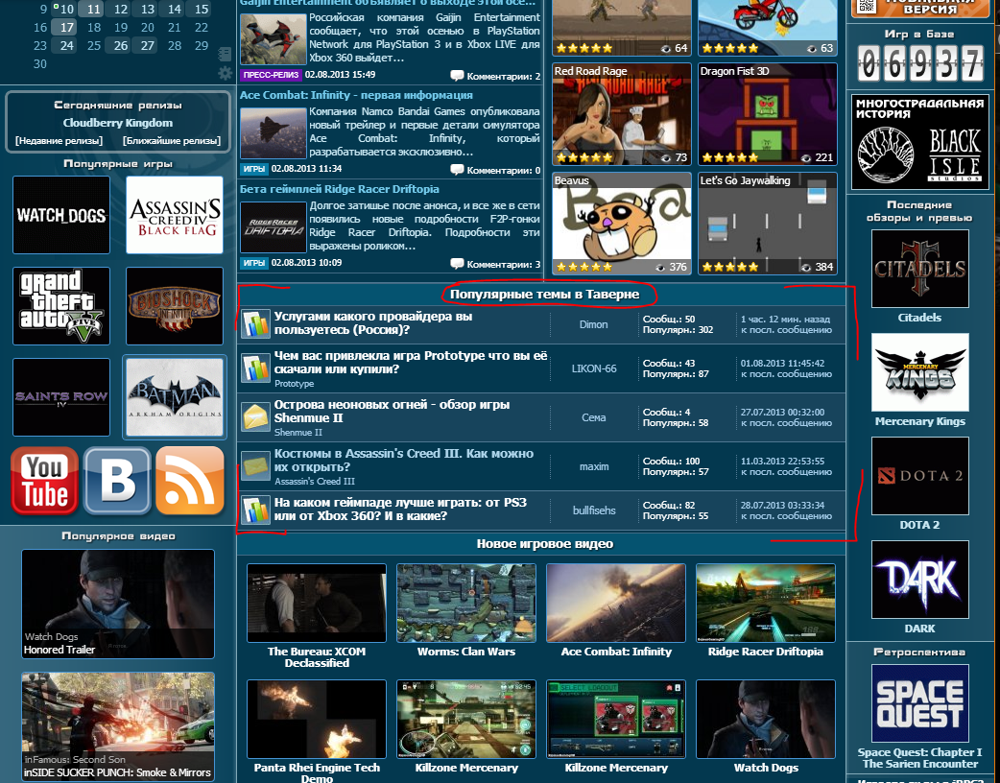 9 10 11 12 13 14 15
16 17 18 19 20 21 22
23 24 25 26 27 28 29
30
Сегодняшние релизы
Cloudberry Kingdom
[Недавние релизы] [Ближайшие релизы]
Популярные игры
WATCH_DOGS
ASSASSIN'S
CREED IV
BLACK FLAG
grand
theft
auto V
BIOSHOCK
INFINITE
SAINTS ROW
IV
BATMAN
ARKHAM ORIGINS
You
Tube
B
Популярное видео
Watch Dogs
Honored Trailer
inFamous: Second Son
inSIDE SUCKER PUNCH: Smoke & Mirrors
Gaijin Entertainment объявляет о выходе этой осе...
Российская компания Gaijin Entertainment
сообщает, что этой осенью в PlayStation
Network для PlayStation 3 и в Xbox LIVE для
Xbox 360 выйдет...
ПРЕСС-РЕЛИЗ 02.08.2013 15:49 Комментарии: 2
Ace Combat: Infinity - первая информация
Компания Namco Bandai Games опубликовала
новый трейлер и первые детали симулятора
Ace Combat: Infinity, который
разрабатывается эксклюзивно...
ИГРЫ 02.08.2013 11:34 Комментарии: 0
Бета геймплей Ridge Racer Driftopia
RIDGE RACER
DRIFTOPIA
Долгое затишье после анонса, и все же в сети
появились новые подробности F2P-гонки
Ridge Racer Driftopia. Подробности эти
выражены роликом...
ИГРЫ 02.08.2013 10:09 Комментарии: 3
64
63
Red Road Rage
RED ROAD RAGE
73
Dragon Fist 3D
221
Beavus
Bea
376
Let's Go Jaywalking
384
Популярные темы в Таверне
Услугами какого провайдера вы
пользуетесь (Россия)?
Dimon
Сообщ.: 50
Популярн.: 302
1 час. 12 мин. назад
к посл. сообщению
Чем вас привлекла игра Prototype что вы её
скачали или купили?
Prototype
LIKON-66
Сообщ.: 43
Популярн.: 87
01.08.2013 11:45:42
к посл. сообщению
Острова неоновых огней - обзор игры
Shenmue II
Shenmue II
Сема
Сообщ.: 4
Популярн.: 58
27.07.2013 00:32:00
к посл. сообщению
Костюмы в Assassin's Creed III. Как можно
их открыть?
Assassin's Creed III
maxim
Сообщ.: 100
Популярн.: 57
11.03.2013 22:53:55
к посл. сообщению
На каком геймпаде лучше играть: от PS3
или от Xbox 360? И в какие?
bullfisehs
Сообщ.: 82
Популярн.: 55
28.07.2013 03:33:34
к посл. сообщению
Новое игровое видео
The Bureau: XCOM
Declassified
Worms: Clan Wars
Ace Combat: Infinity
Ridge Racer Driftopia
SELECT LOADOUT
Panta Rhei Engine Tech
Demo
Killzone Mercenary
Killzone Mercenary
Watch Dogs
МОБИЛЬНАЯ
ВЕРСИЯ
Игр в базе
06937
МНОГОСТРАДАЛЬНАЯ
ИСТОРИЯ
BLACK
ISLE
studios
Последние
обзоры и превью
CITADELS
Citadels
MERCENARY
KINGS
Mercenary Kings
DOTA 2
DOTA 2
DARK
DARK
Ретроспектива
SPACE
QUEST
Space Quest: Chapter I
The Sarien Encounter